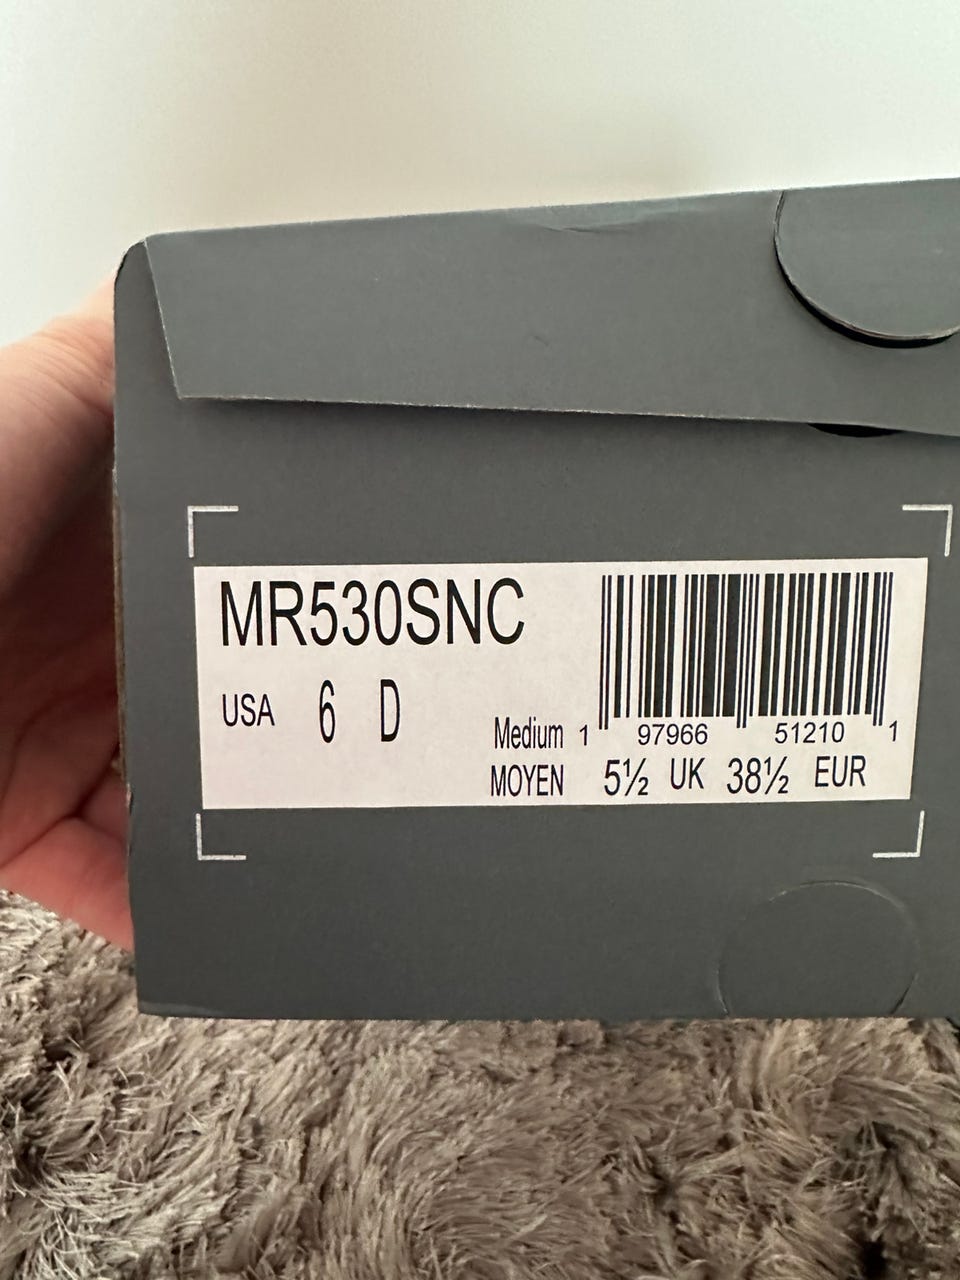 MR530SNC
USA 6 D
Medium 1 97966 51210 1
MOYEN 5½ UK 38½ EUR